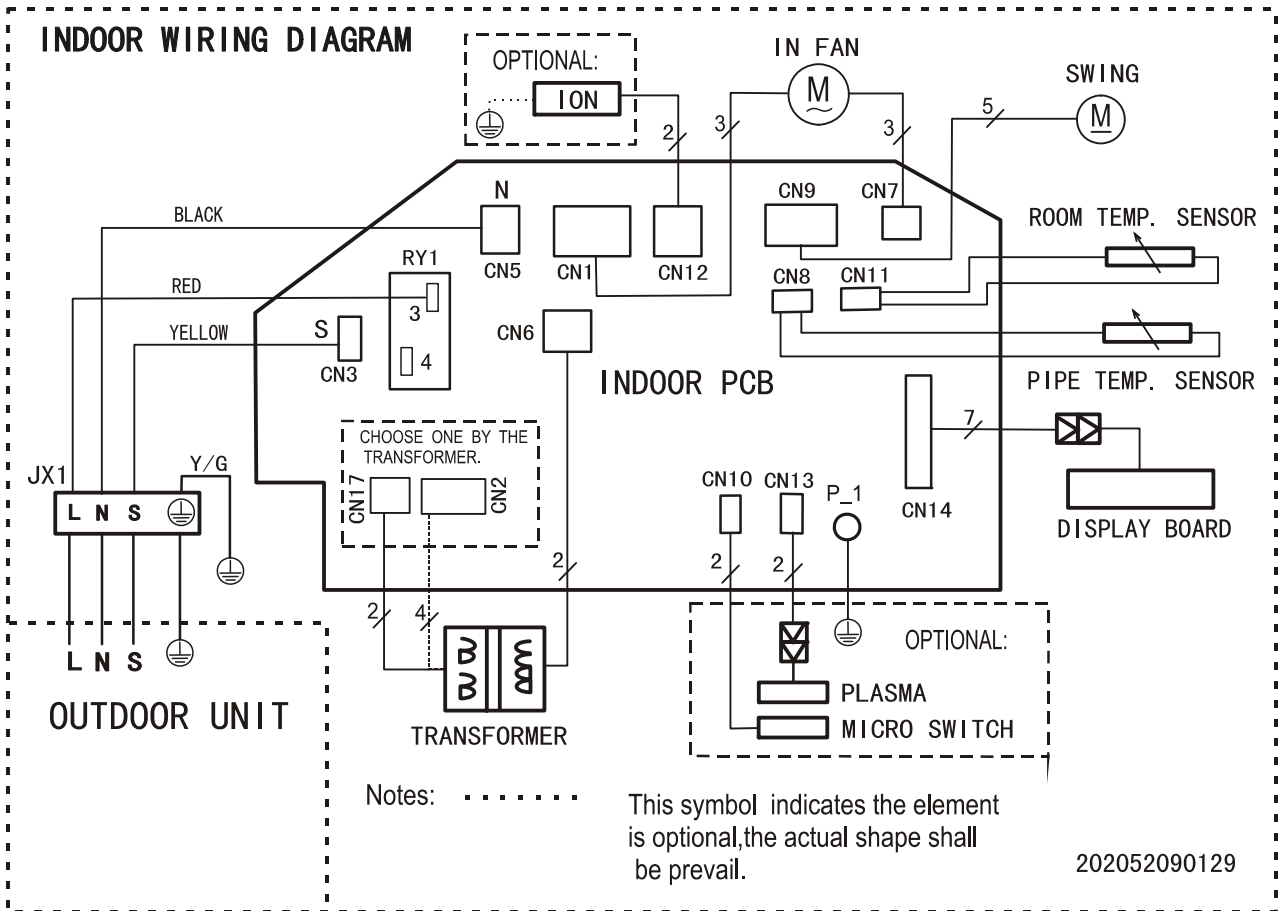 INDOOR WIRING DIAGRAM
OPTIONAL:
ION
IN FAN
M
SWING
M
5
2
3
3
N
CN5
CN1
CN12
CN9
CN7
ROOM TEMP. SENSOR
BLACK
RED
YELLOW
RY1
3
4
S
CN3
CN6
CN8
CN11
INDOOR PCB
PIPE TEMP. SENSOR
CHOOSE ONE BY THE
TRANSFORMER.
CN17
CN2
7
CN10
CN13
P_1
CN14
DISPLAY BOARD
JX1
Y/G
L N S
2
2
2
2
4
L N S
OUTDOOR UNIT
TRANSFORMER
OPTIONAL:
PLASMA
MICRO SWITCH
Notes:
This symbol indicates the element
is optional,the actual shape shall
be prevail.
202052090129